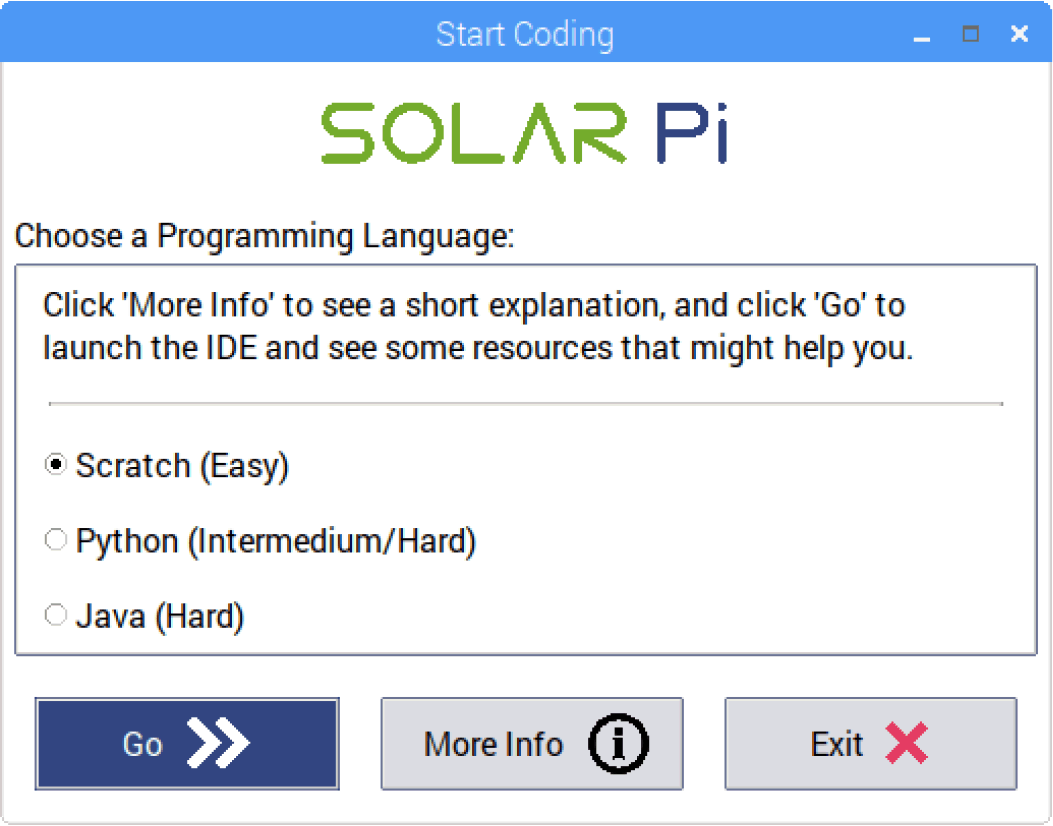 Start Coding
SOLAR Pi
Choose a Programming Language:
Click 'More Info' to see a short explanation, and click 'Go' to
launch the IDE and see some resources that might help you.
Scratch (Easy)
Python (Intermedium/Hard)
Java (Hard)
Go
More Info
Exit